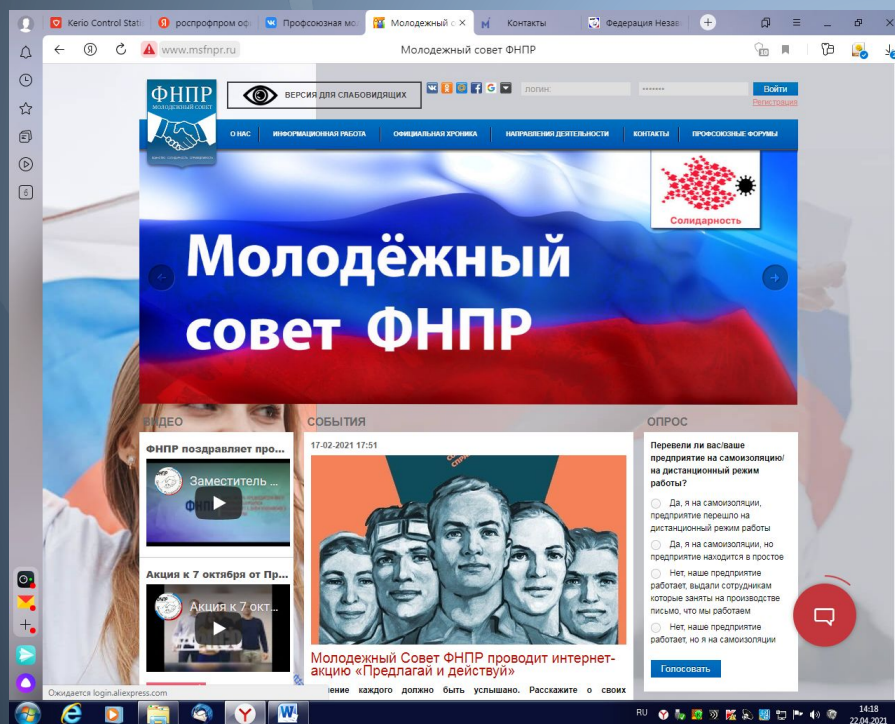 Kerio Control Stati
роспрофпром оф
Профсоюзная мо
Молодежный с
Контакты
Федерация Незав
www.msfnpr.ru
Молодежный совет ФНПР
6
ФНПР
МОЛОДЕЖНЫЙ СОВЕТ
ВЕРСИЯ ДЛЯ СЛАБОВИДЯЩИХ
логин:
Войти
Регистрация
О НАС
ИНФОРМАЦИОННАЯ РАБОТА
ОФИЦИАЛЬНАЯ ХРОНИКА
НАПРАВЛЕНИЯ ДЕЯТЕЛЬНОСТИ
КОНТАКТЫ
ПРОФСОЮЗНЫЕ ФОРУМЫ
Солидарность
Молодёжный
совет ФНПР
ВИДЕО
ФНПР поздравляет про...
Заместитель ...
Акция к 7 октября от Пр...
Акция к 7 окт...
СОБЫТИЯ
17-02-2021 17:51
Молодежный Совет ФНПР проводит интернет-
акцию «Предлагай и действуй»
каждого должно быть услышано. Расскажите о своих
ОПРОС
Перевели ли вас/ваше
предприятие на самоизоляцию/
на дистанционный режим
работы?
Да, я на самоизоляции,
предприятие перешло на
дистанционный режим работы
Да, я на самоизоляции, но
предприятие находится в простое
Нет, наше предприятие
работает, выдали сотрудникам
которые заняты на производстве
письмо, что мы работаем
Нет, наше предприятие
работает, но я на самоизоляции
Голосовать
Ожидается login.aliexpress.com
RU
14:18
22.04.2021